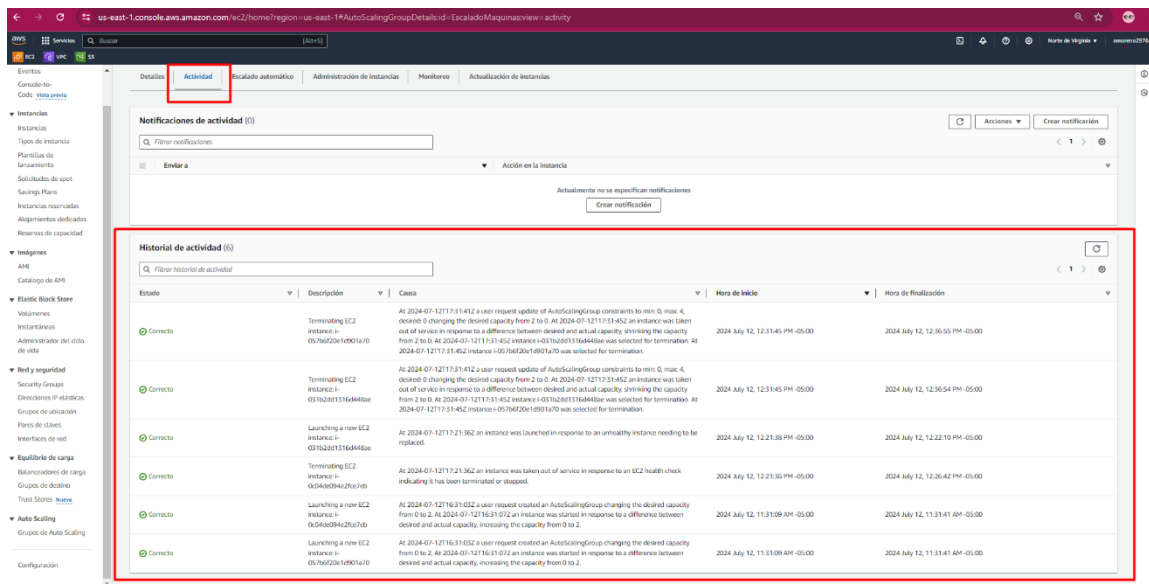 us-east-1.console.aws.amazon.com/ec2/home?region=us-east-1#AutoScalingGroupDetails:id=EscaladoMaquinas;view=activity
aws Servicios Buscar [Alt+S] Norte de Virginia
EC2 VPC S3
Eventos
Console-to-
Code Vista previa
Instancias
Instancias
Tipos de instancia
Plantillas de
lanzamiento
Solicitudes de spot
Savings Plans
Instancias reservadas
Alojamientos dedicados
Reservas de capacidad
Imágenes
AMI
Catálogo de AMI
Elastic Block Store
Volúmenes
Instantáneas
Administrador del ciclo
de vida
Red y seguridad
Security Groups
Direcciones IP elásticas
Grupos de ubicación
Pares de claves
Interfaces de red
Equilibrio de carga
Balanceadores de carga
Grupos de destino
Trust Stores Nuevo
Auto Scaling
Grupos de Auto Scaling
Configuración
Detalles Actividad Escalado automático Administración de instancias Monitoreo Actualización de instancias
Notificaciones de actividad (0)
Acciones Crear notificación
Filtrar notificaciones
1
Enviar a Acción en la instancia
Actualmente no se especifican notificaciones
Crear notificación
Historial de actividad (6)
Filtrar historial de actividad
1
Estado Descripción Causa Hora de inicio Hora de finalización
Correcto
Terminating EC2
instance: i-
057b6f20e1d901a70
At 2024-07-12T17:31:41Z a user request update of AutoScalingGroup constraints to min: 0, max: 4,
desired: 0 changing the desired capacity from 2 to 0. At 2024-07-12T17:31:45Z an instance was taken
out of service in response to a difference between desired and actual capacity, shrinking the capacity
from 2 to 0. At 2024-07-12T17:31:45Z instance i-031b2dd1316d448ae was selected for termination. At
2024-07-12T17:31:45Z instance i-057b6f20e1d901a70 was selected for termination.
2024 July 12, 12:31:45 PM -05:00
2024 July 12, 12:36:55 PM -05:00
Correcto
Terminating EC2
instance: i-
031b2dd1316d448ae
At 2024-07-12T17:31:41Z a user request update of AutoScalingGroup constraints to min: 0, max: 4,
desired: 0 changing the desired capacity from 2 to 0. At 2024-07-12T17:31:45Z an instance was taken
out of service in response to a difference between desired and actual capacity, shrinking the capacity
from 2 to 0. At 2024-07-12T17:31:45Z instance i-031b2dd1316d448ae was selected for termination. At
2024-07-12T17:31:45Z instance i-057b6f20e1d901a70 was selected for termination.
2024 July 12, 12:31:45 PM -05:00
2024 July 12, 12:36:54 PM -05:00
Correcto
Launching a new EC2
instance: i-
031b2dd1316d448ae
At 2024-07-12T17:21:36Z an instance was launched in response to an unhealthy instance needing to be
replaced.
2024 July 12, 12:21:38 PM -05:00
2024 July 12, 12:22:10 PM -05:00
Correcto
Terminating EC2
instance: i-
0c04de094e2fce7eb
At 2024-07-12T17:21:36Z an instance was taken out of service in response to an EC2 health check
indicating it has been terminated or stopped.
2024 July 12, 12:21:36 PM -05:00
2024 July 12, 12:26:42 PM -05:00
Correcto
Launching a new EC2
instance: i-
0c04de094e2fce7eb
At 2024-07-12T16:31:03Z a user request created an AutoScalingGroup changing the desired capacity
from 0 to 2. At 2024-07-12T16:31:07Z an instance was started in response to a difference between
desired and actual capacity, increasing the capacity from 0 to 2.
2024 July 12, 11:31:09 AM -05:00
2024 July 12, 11:31:41 AM -05:00
Correcto
Launching a new EC2
instance: i-
057b6f20e1d901a70
At 2024-07-12T16:31:03Z a user request created an AutoScalingGroup changing the desired capacity
from 0 to 2. At 2024-07-12T16:31:07Z an instance was started in response to a difference between
desired and actual capacity, increasing the capacity from 0 to 2.
2024 July 12, 11:31:09 AM -05:00
2024 July 12, 11:31:41 AM -05:00